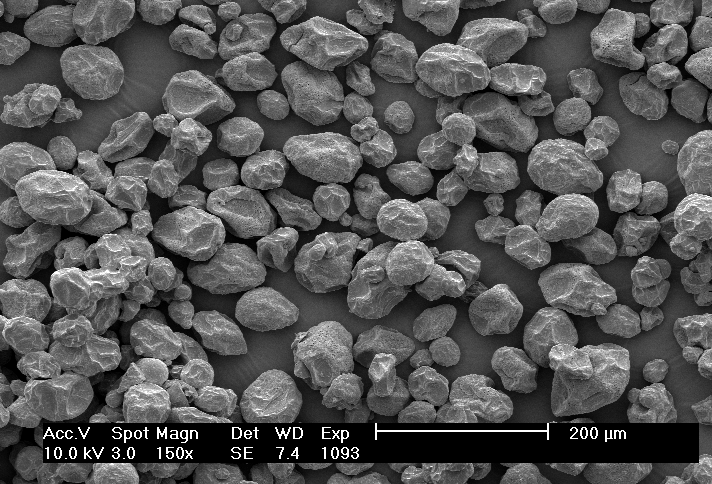 Acc.V Spot Magn Det WD Exp 200 µm
10.0 kV 3.0 150x SE 7.4 1093